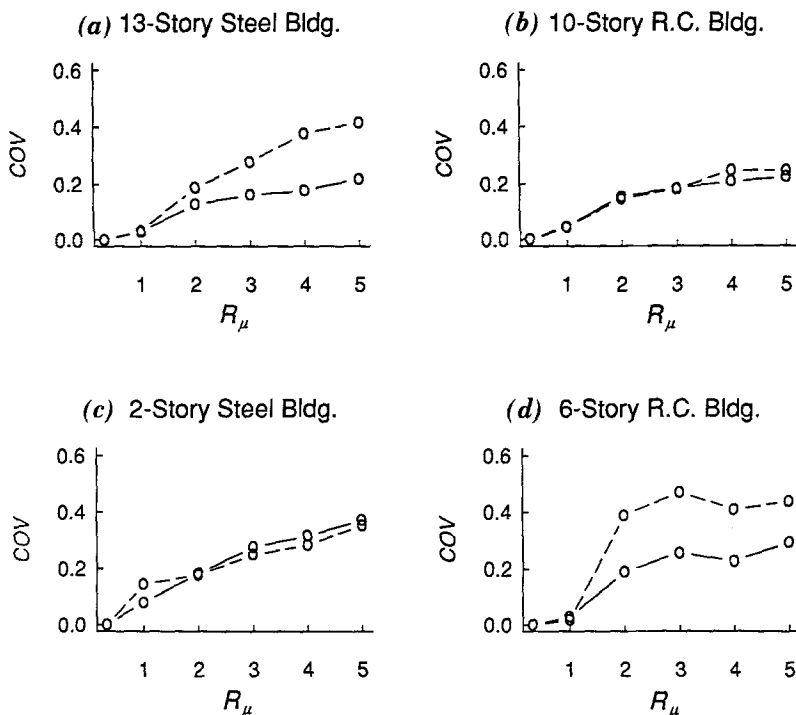 (a) 13-Story Steel Bldg.
0.6
0.4
0.2
0.0
COV
1 2 3 4 5
Rμ
(b) 10-Story R.C. Bldg.
0.6
0.4
0.2
0.0
COV
1 2 3 4 5
Rμ
(c) 2-Story Steel Bldg.
0.6
0.4
0.2
0.0
COV
1 2 3 4 5
Rμ
(d) 6-Story R.C. Bldg.
0.6
0.4
0.2
0.0
COV
1 2 3 4 5
Rμ